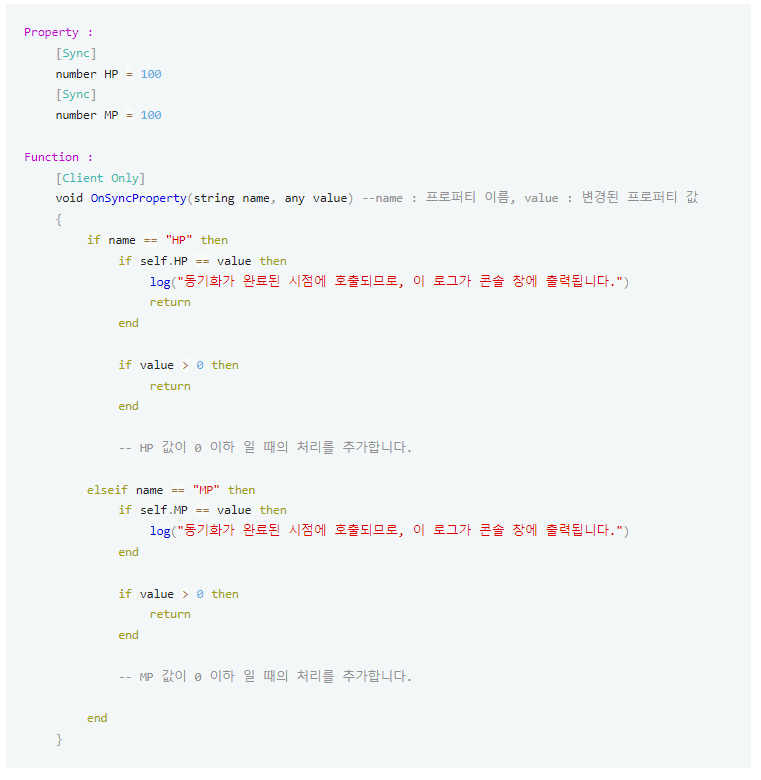 Property :
[Sync]
number HP = 100
[Sync]
number MP = 100
Function :
[Client Only]
void OnSyncProperty(string name, any value) --name : 프로퍼티 이름, value : 변경된 프로퍼티 값
{
if name == "HP" then
if self.HP == value then
log("동기화가 완료된 시점에 호출되므로, 이 로그가 콘솔 창에 출력됩니다.")
return
end
if value > 0 then
return
end
-- HP 값이 0 이하 일 때의 처리를 추가합니다.
elseif name == "MP" then
if self.MP == value then
log("동기화가 완료된 시점에 호출되므로, 이 로그가 콘솔 창에 출력됩니다.")
end
if value > 0 then
return
end
-- MP 값이 0 이하 일 때의 처리를 추가합니다.
end
}